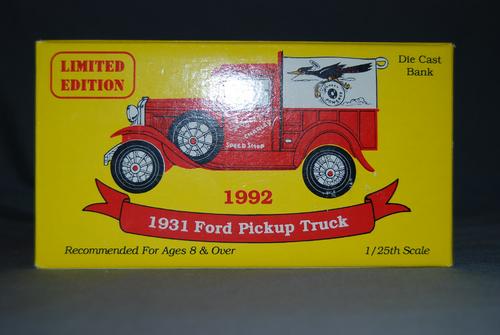 LIMITED
EDITION
Die Cast
Bank
CHARLEY
SPEED SHOP
1992
1931 Ford Pickup Truck
Recommended For Ages 8 & Over
1/25th Scale